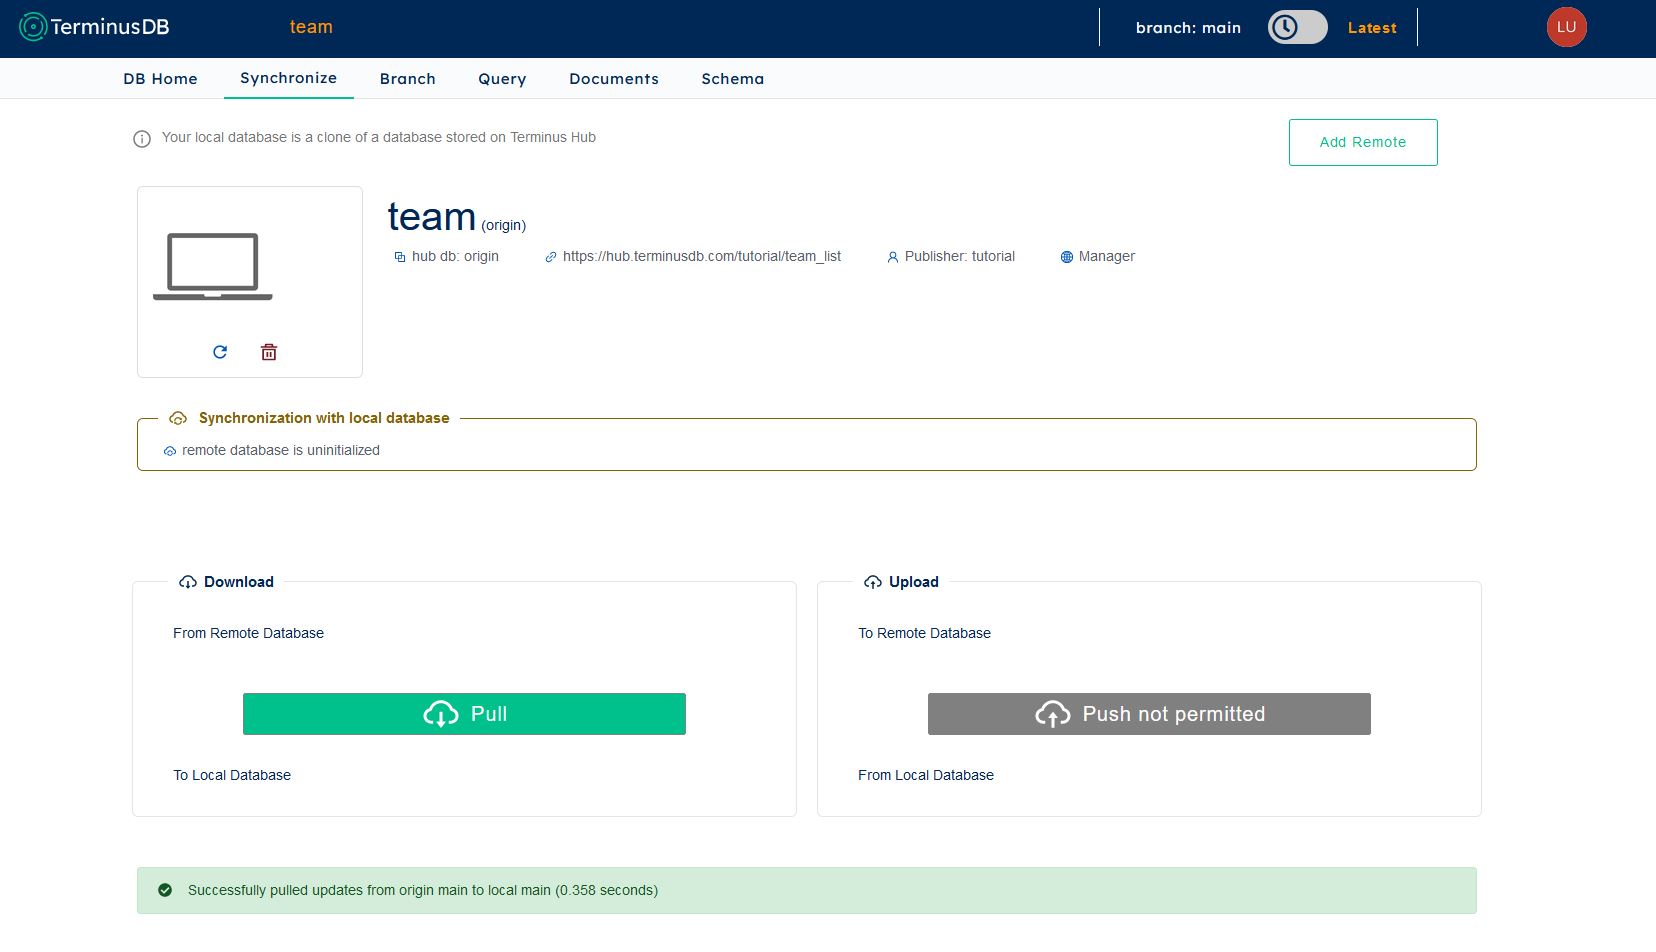 TerminusDB
team
branch: main
Latest
LU
DB Home
Synchronize
Branch
Query
Documents
Schema
Your local database is a clone of a database stored on Terminus Hub
Add Remote
team (origin)
hub db: origin
https://hub.terminusdb.com/tutorial/team_list
Publisher: tutorial
Manager
Synchronization with local database
remote database is uninitialized
Download
From Remote Database
Pull
To Local Database
Upload
To Remote Database
Push not permitted
From Local Database
Successfully pulled updates from origin main to local main (0.358 seconds)